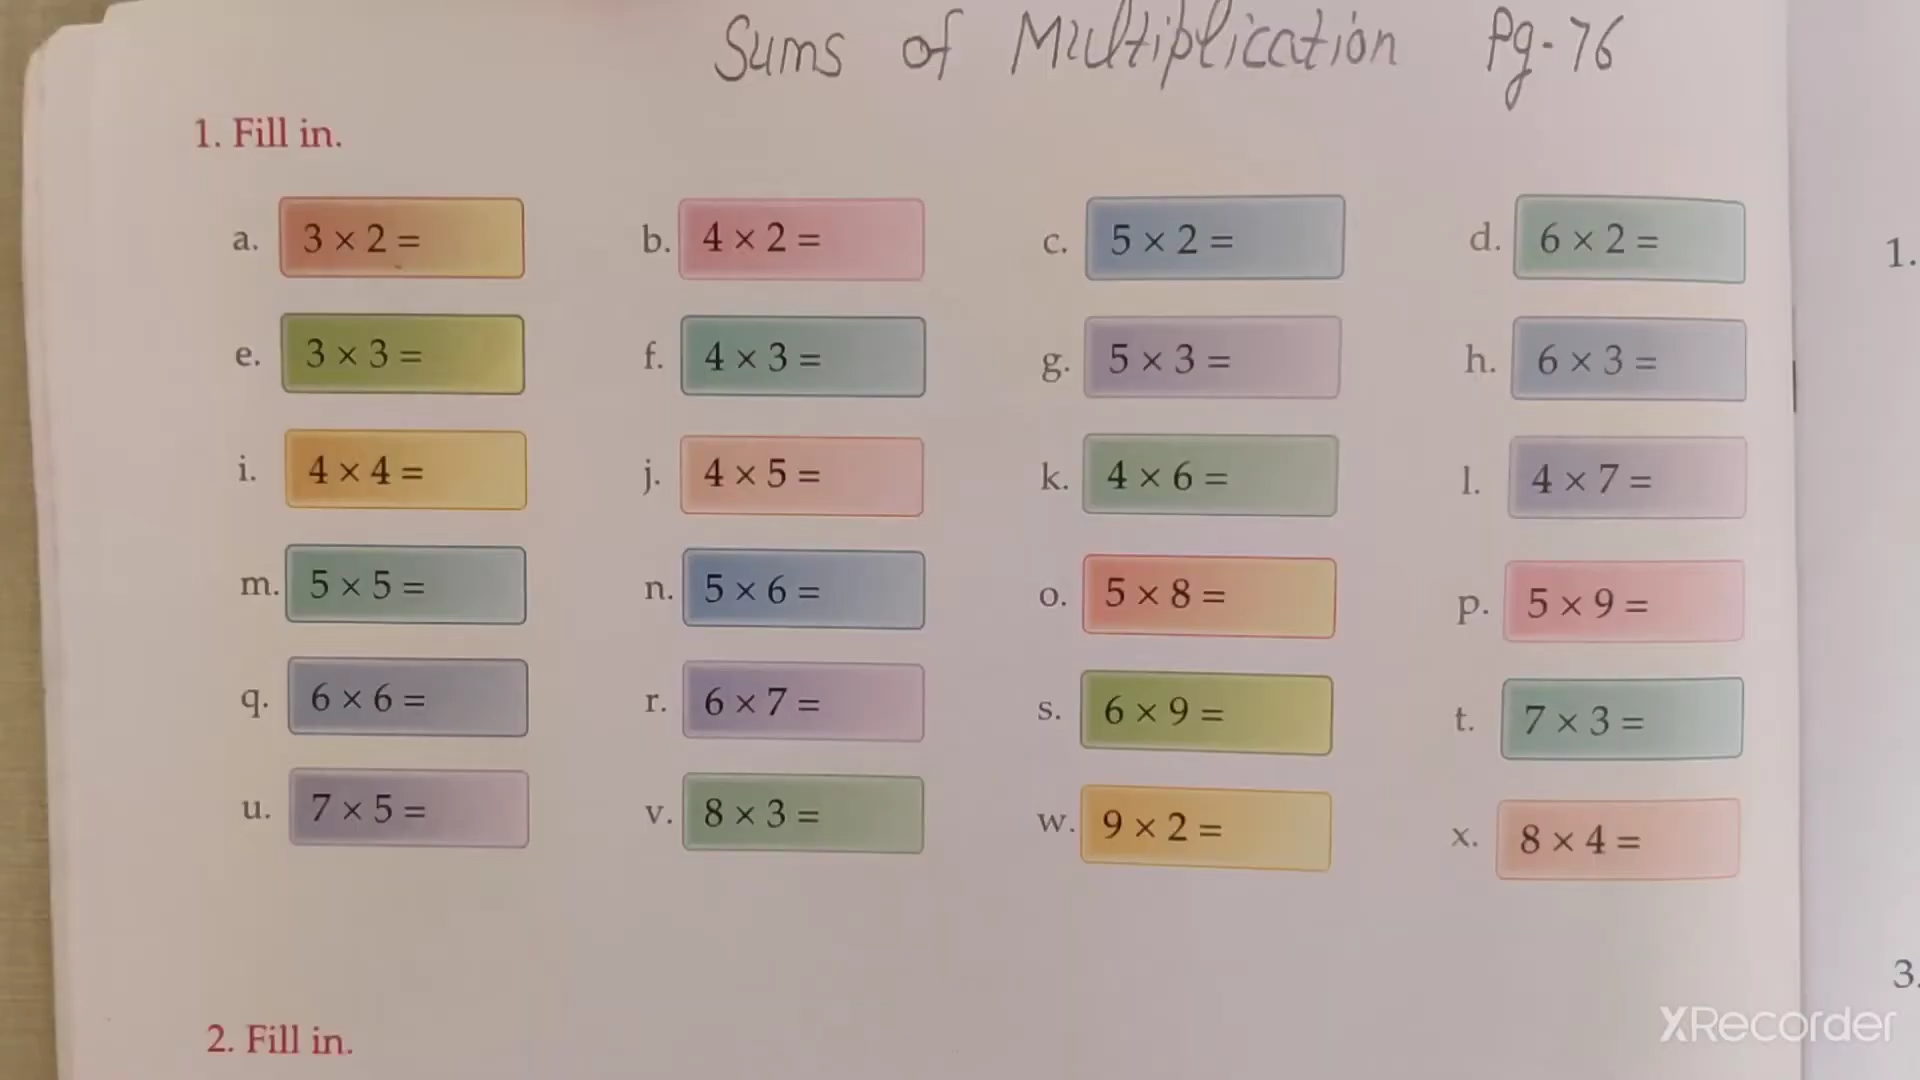 Sums of Multiplication Pg-76
1. Fill in.
a. 3 × 2 = b. 4 × 2 = c. 5 × 2 = d. 6 × 2 =
1.
e. 3 × 3 = f. 4 × 3 = g. 5 × 3 = h. 6 × 3 =
i. 4 × 4 = j. 4 × 5 = k. 4 × 6 = l. 4 × 7 =
m. 5 × 5 = n. 5 × 6 = o. 5 × 8 = p. 5 × 9 =
q. 6 × 6 = r. 6 × 7 = s. 6 × 9 = t. 7 × 3 =
u. 7 × 5 = v. 8 × 3 = w. 9 × 2 = x. 8 × 4 =
3.
2. Fill in.
XRecorder